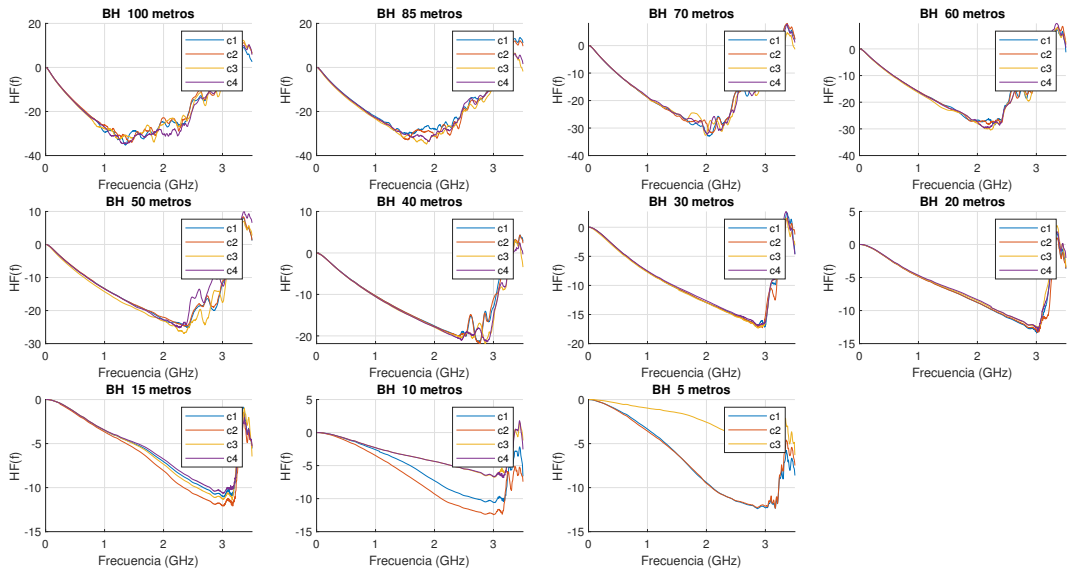 BH 100 metros
HF(f)
20
0
-20
-40
0 1 2 3
Frecuencia (GHz)
c1
c2
c3
c4
BH 85 metros
HF(f)
20
0
-20
-40
0 1 2 3
Frecuencia (GHz)
c1
c2
c3
c4
BH 70 metros
HF(f)
0
-10
-20
-30
-40
0 1 2 3
Frecuencia (GHz)
c1
c2
c3
c4
BH 60 metros
HF(f)
0
-10
-20
-30
-40
0 1 2 3
Frecuencia (GHz)
c1
c2
c3
c4
BH 50 metros
HF(f)
10
0
-10
-20
-30
0 1 2 3
Frecuencia (GHz)
c1
c2
c3
c4
BH 40 metros
HF(f)
10
0
-10
-20
0 1 2 3
Frecuencia (GHz)
c1
c2
c3
c4
BH 30 metros
HF(f)
0
-5
-10
-15
-20
0 1 2 3
Frecuencia (GHz)
c1
c2
c3
c4
BH 20 metros
HF(f)
5
0
-5
-10
-15
0 1 2 3
Frecuencia (GHz)
c1
c2
c3
c4
BH 15 metros
HF(f)
0
-5
-10
-15
0 1 2 3
Frecuencia (GHz)
c1
c2
c3
c4
BH 10 metros
HF(f)
5
0
-5
-10
-15
0 1 2 3
Frecuencia (GHz)
c1
c2
c3
c4
BH 5 metros
HF(f)
0
-5
-10
-15
0 1 2 3
Frecuencia (GHz)
c1
c2
c3